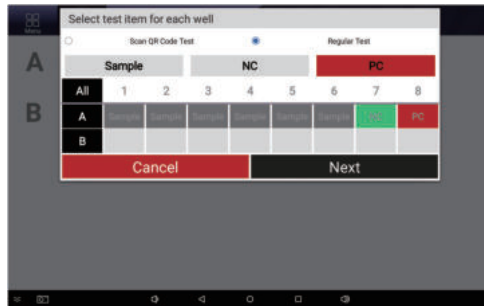 Menu
Select test item for each well
Scan QR Code Test Regular Test
Sample NC PC
All 1 2 3 4 5 6 7 8
A Sample Sample Sample Sample Sample Sample NC PC
B
Cancel Next
A
B